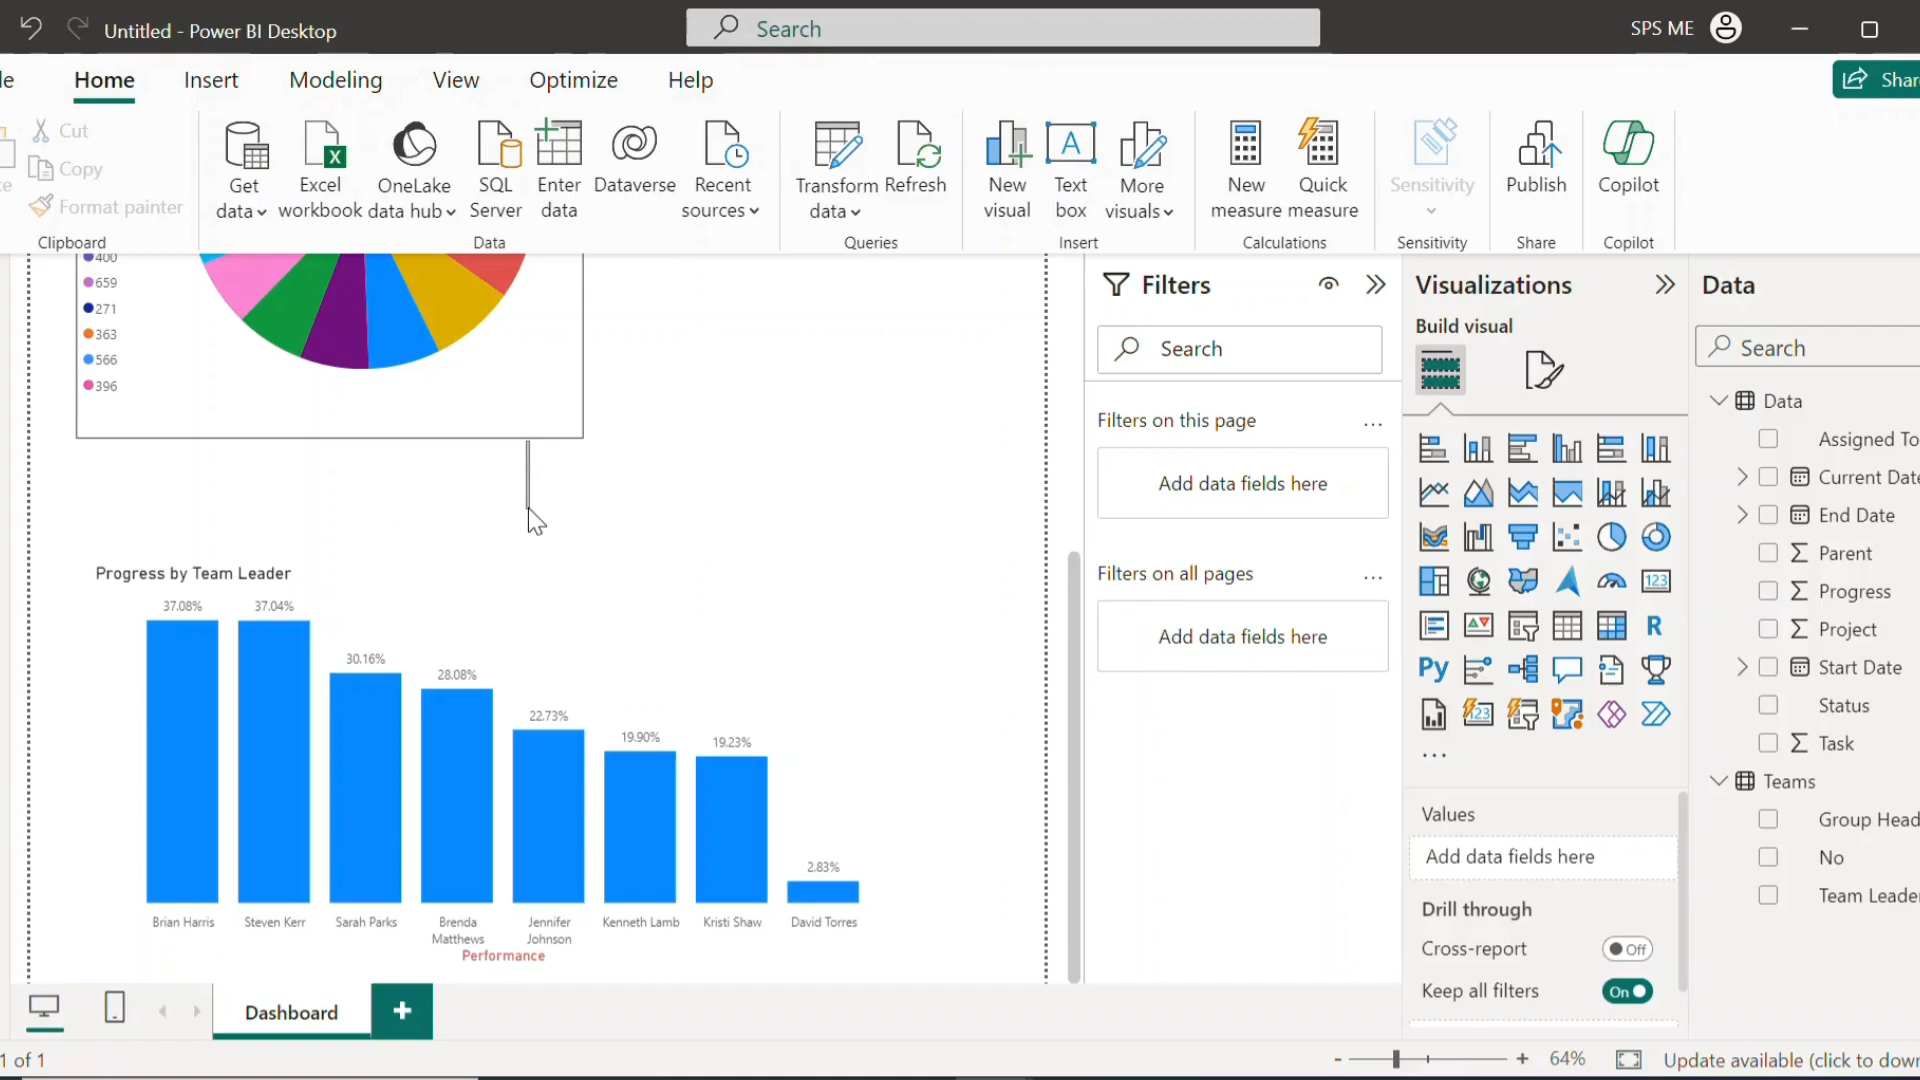 Untitled - Power BI Desktop
Search
SPS ME
Home
Insert
Modeling
View
Optimize
Help
Cut
Copy
Format painter
Clipboard
Get data
Excel workbook
OneLake data hub
SQL Server
Enter data
Dataverse
Recent sources
Data
Transform data
Refresh
Queries
New visual
Text box
More visuals
Insert
New measure
Quick measure
Calculations
Sensitivity
Sensitivity
Publish
Share
Copilot
Copilot
400
659
271
363
566
396
Progress by Team Leader
37.08%
37.04%
30.16%
28.08%
22.73%
19.90%
19.23%
2.83%
Brian Harris
Steven Kerr
Sarah Parks
Brenda Matthews
Jennifer Johnson
Kenneth Lamb
Kristi Shaw
David Torres
Performance
Filters
Search
Filters on this page
...
Add data fields here
Filters on all pages
...
Add data fields here
Visualizations
Build visual
123
R
Py
123
...
Values
Add data fields here
Drill through
Cross-report
Off
Keep all filters
On
Data
Search
Data
Assigned To
Current Date
End Date
Parent
Progress
Project
Start Date
Status
Task
Teams
Group Head
No
Team Leader
Dashboard
+
1 of 1
- + 64%
Update available (click to down